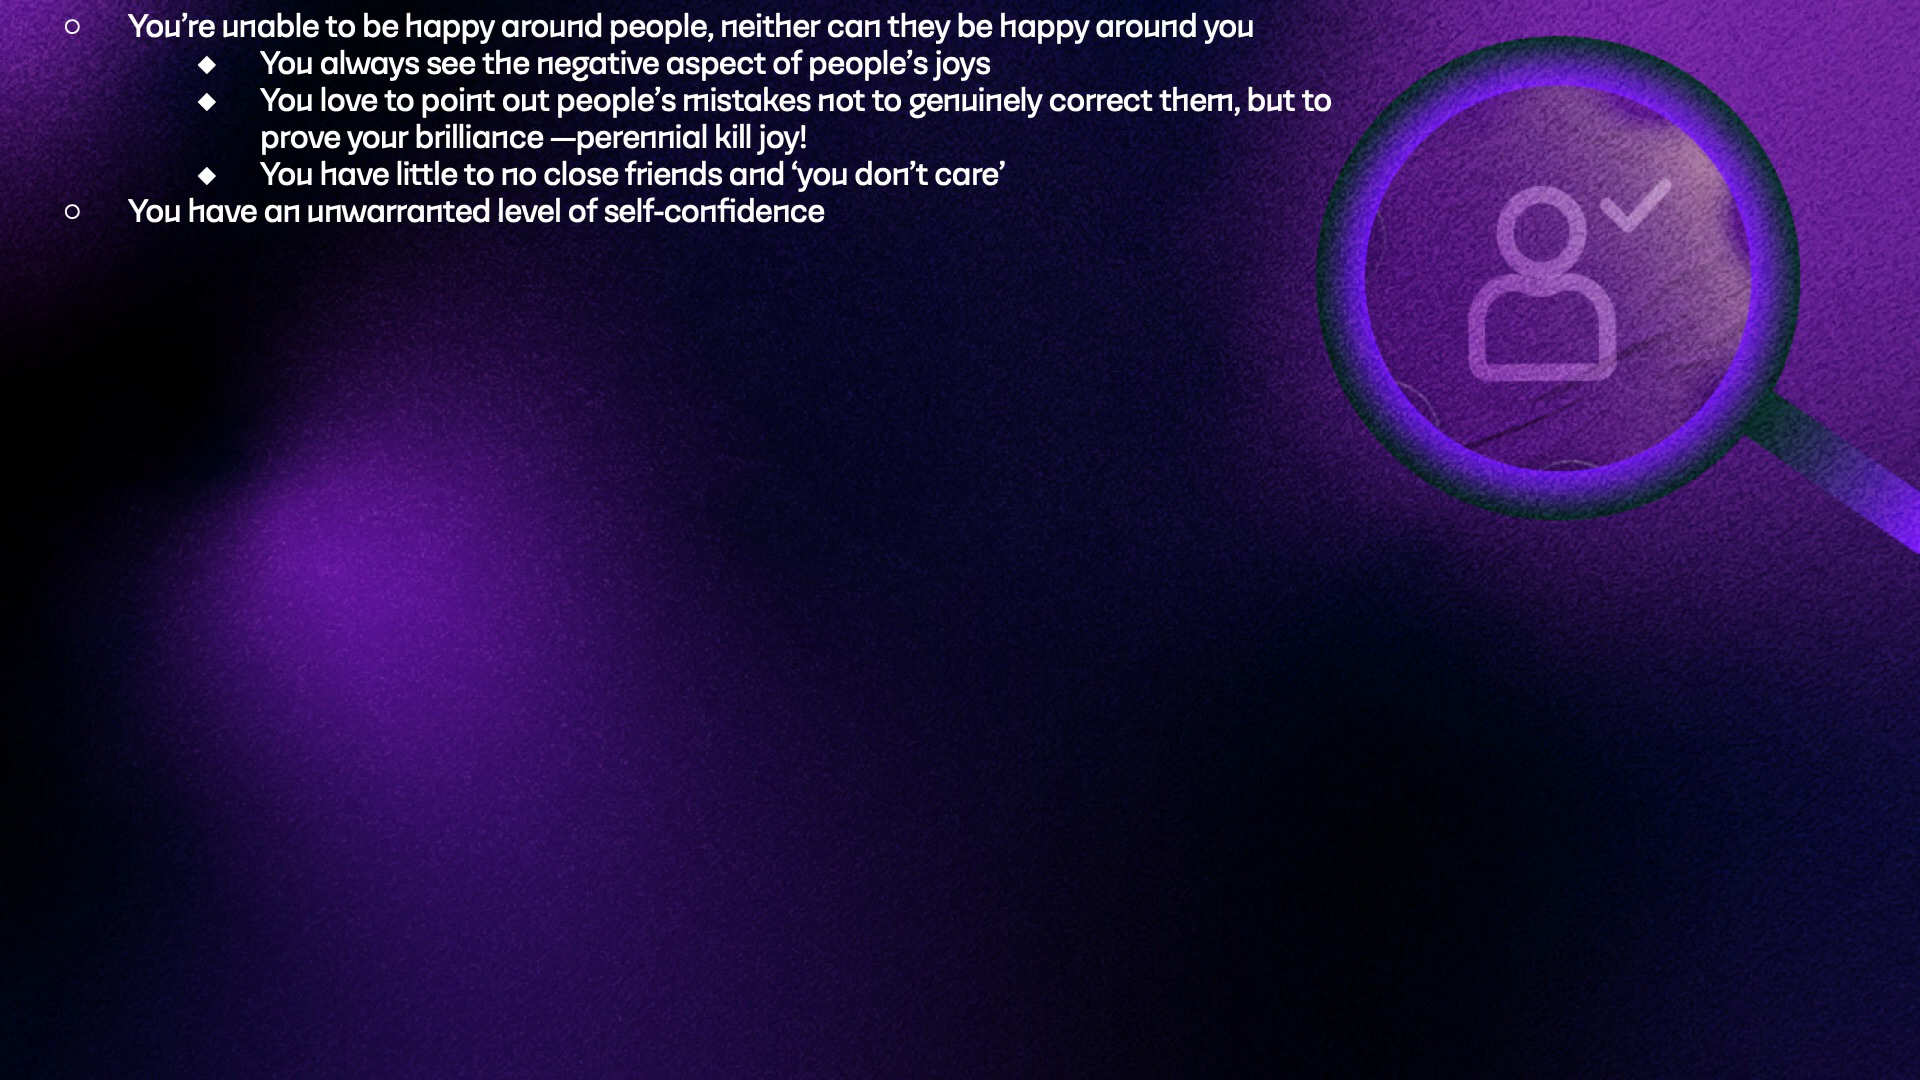 ○ You’re unable to be happy around people, neither can they be happy around you
◆ You always see the negative aspect of people’s joys
◆ You love to point out people’s mistakes not to genuinely correct them, but to
prove your brilliance —perennial kill joy!
◆ You have little to no close friends and ‘you don’t care’
○ You have an unwarranted level of self-confidence